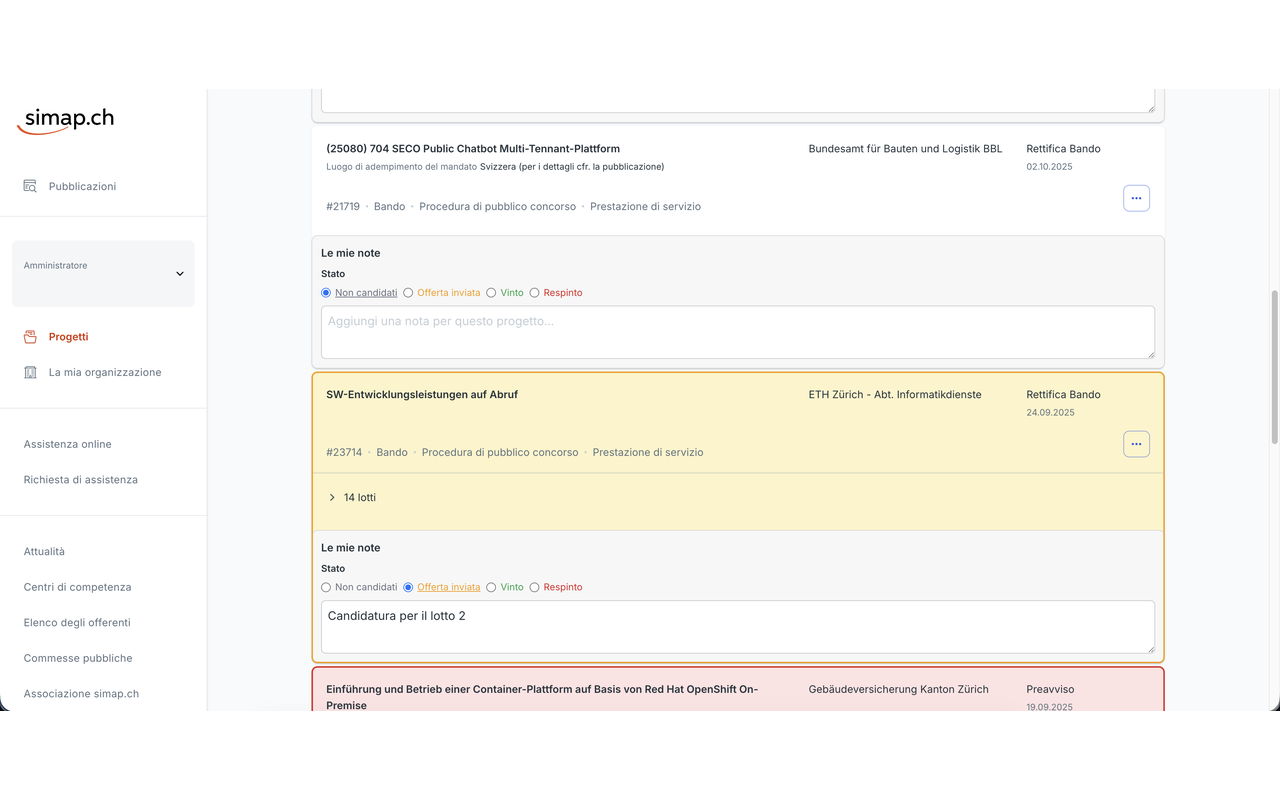 simap.ch
Pubblicazioni
Amministratore
Progetti
La mia organizzazione
Assistenza online
Richiesta di assistenza
Attualità
Centri di competenza
Elenco degli offerenti
Commesse pubbliche
Associazione simap.ch
(25080) 704 SECO Public Chatbot Multi-Tennant-Plattform
Bundesamt für Bauten und Logistik BBL
Rettifica Bando
Luogo di adempimento del mandato Svizzera (per i dettagli cfr. la pubblicazione)
02.10.2025
#21719 · Bando · Procedura di pubblico concorso · Prestazione di servizio
Le mie note
Stato
Non candidati Offerta inviata Vinto Respinto
Aggiungi una nota per questo progetto...
SW-Entwicklungsleistungen auf Abruf
ETH Zürich - Abt. Informatikdienste
Rettifica Bando
24.09.2025
#23714 · Bando · Procedura di pubblico concorso · Prestazione di servizio
14 lotti
Le mie note
Stato
Non candidati Offerta inviata Vinto Respinto
Candidatura per il lotto 2
Einführung und Betrieb einer Container-Plattform auf Basis von Red Hat OpenShift On-
Premise
Gebäudeversicherung Kanton Zürich
Preavviso
19.09.2025